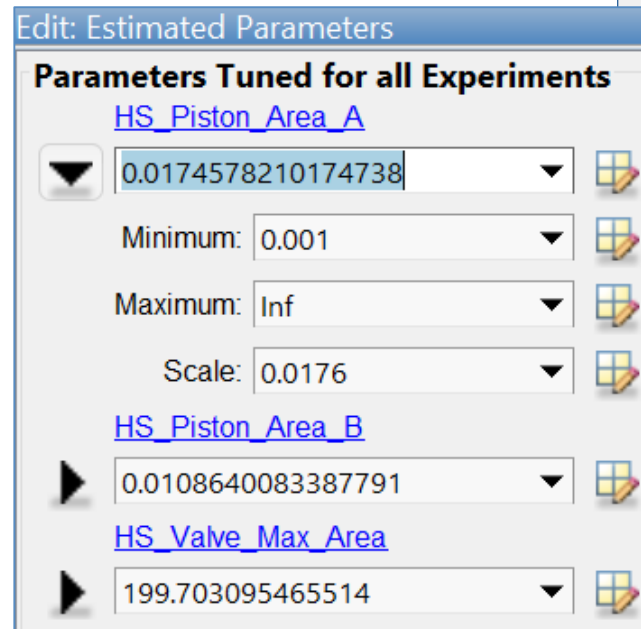 Edit: Estimated Parameters
Parameters Tuned for all Experiments
HS_Piston_Area_A
0.0174578210174738
Minimum: 0.001
Maximum: Inf
Scale: 0.0176
HS_Piston_Area_B
0.0108640083387791
HS_Valve_Max_Area
199.703095465514